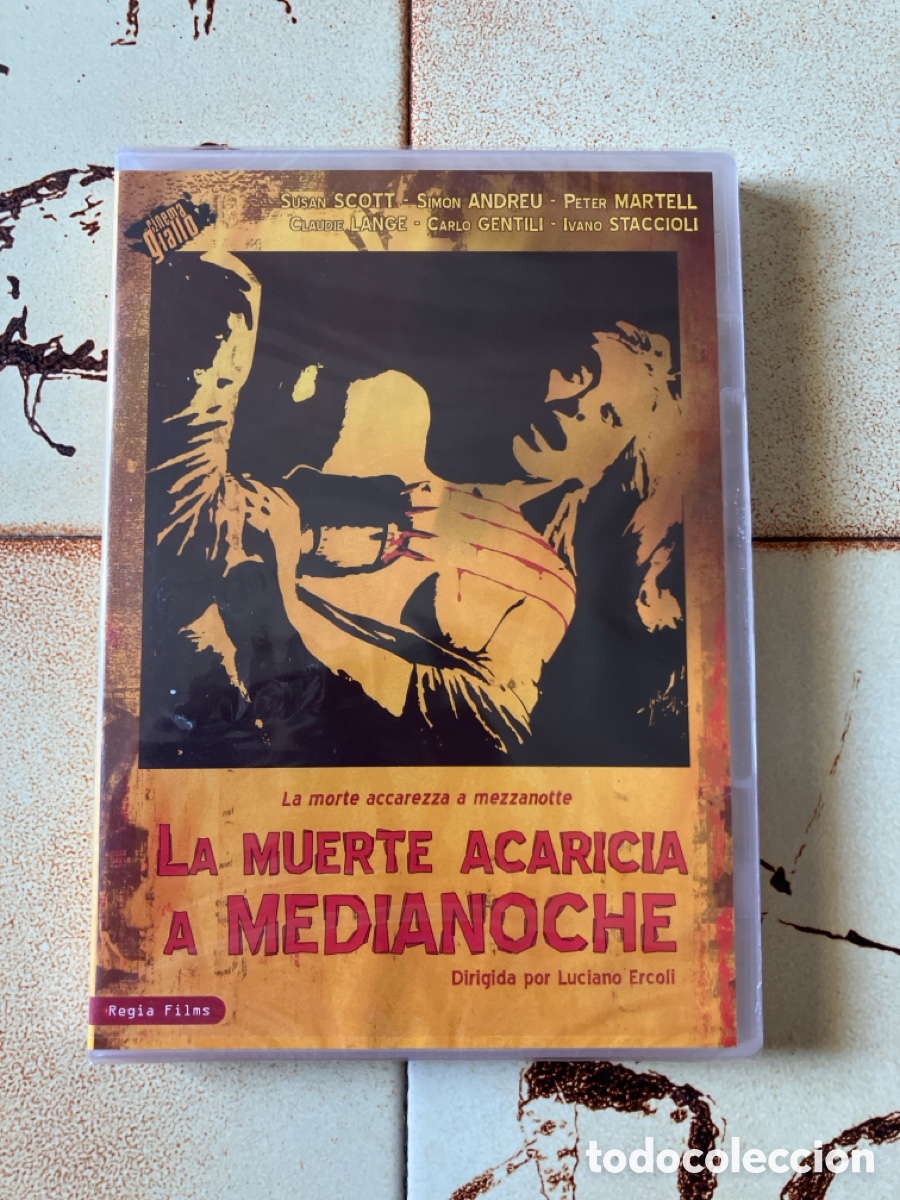 Cinema
giallo
Susan SCOTT - Simón ANDREU - Peter MARTELL
Claudie LANGE - Carlo GENTILI - Ivano STACCIOLI
La morte accarezza a mezzanotte
LA MUERTE ACARICIA
A MEDIANOCHE
Dirigida por Luciano Ercoli
Regia Films
todocoleccion